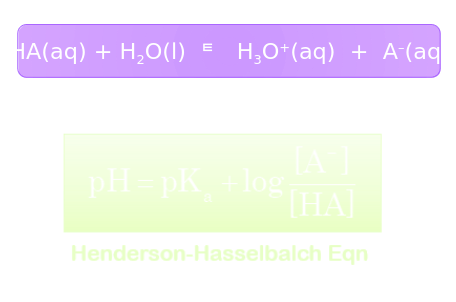 HA(aq) + H₂O(l) ⇌ H₃O⁺(aq) + A⁻(aq)
pH = pKₐ + log [A⁻]/[HA]
Henderson-Hasselbalch Eqn